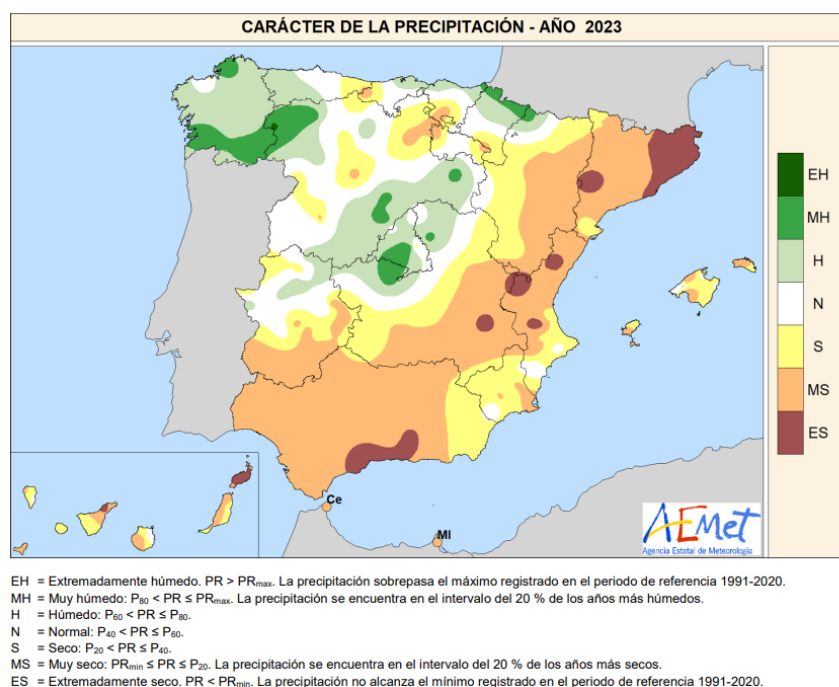 CARÁCTER DE LA PRECIPITACIÓN - AÑO 2023
EH
MH
H
N
S
MS
ES
Ce
Ml
AEMet
Agencia Estatal de Meteorología
EH = Extremadamente húmedo. PR > PRmax. La precipitación sobrepasa el máximo registrado en el periodo de referencia 1991-2020.
MH = Muy húmedo: P80 < PR ≤ PRmax. La precipitación se encuentra en el intervalo del 20 % de los años más húmedos.
H = Húmedo: P60 < PR ≤ P80.
N = Normal: P40 < PR ≤ P60.
S = Seco: P20 < PR ≤ P40.
MS = Muy seco: PRmin ≤ PR ≤ P20. La precipitación se encuentra en el intervalo del 20 % de los años más secos.
ES = Extremadamente seco. PR < PRmin. La precipitación no alcanza el mínimo registrado en el periodo de referencia 1991-2020.